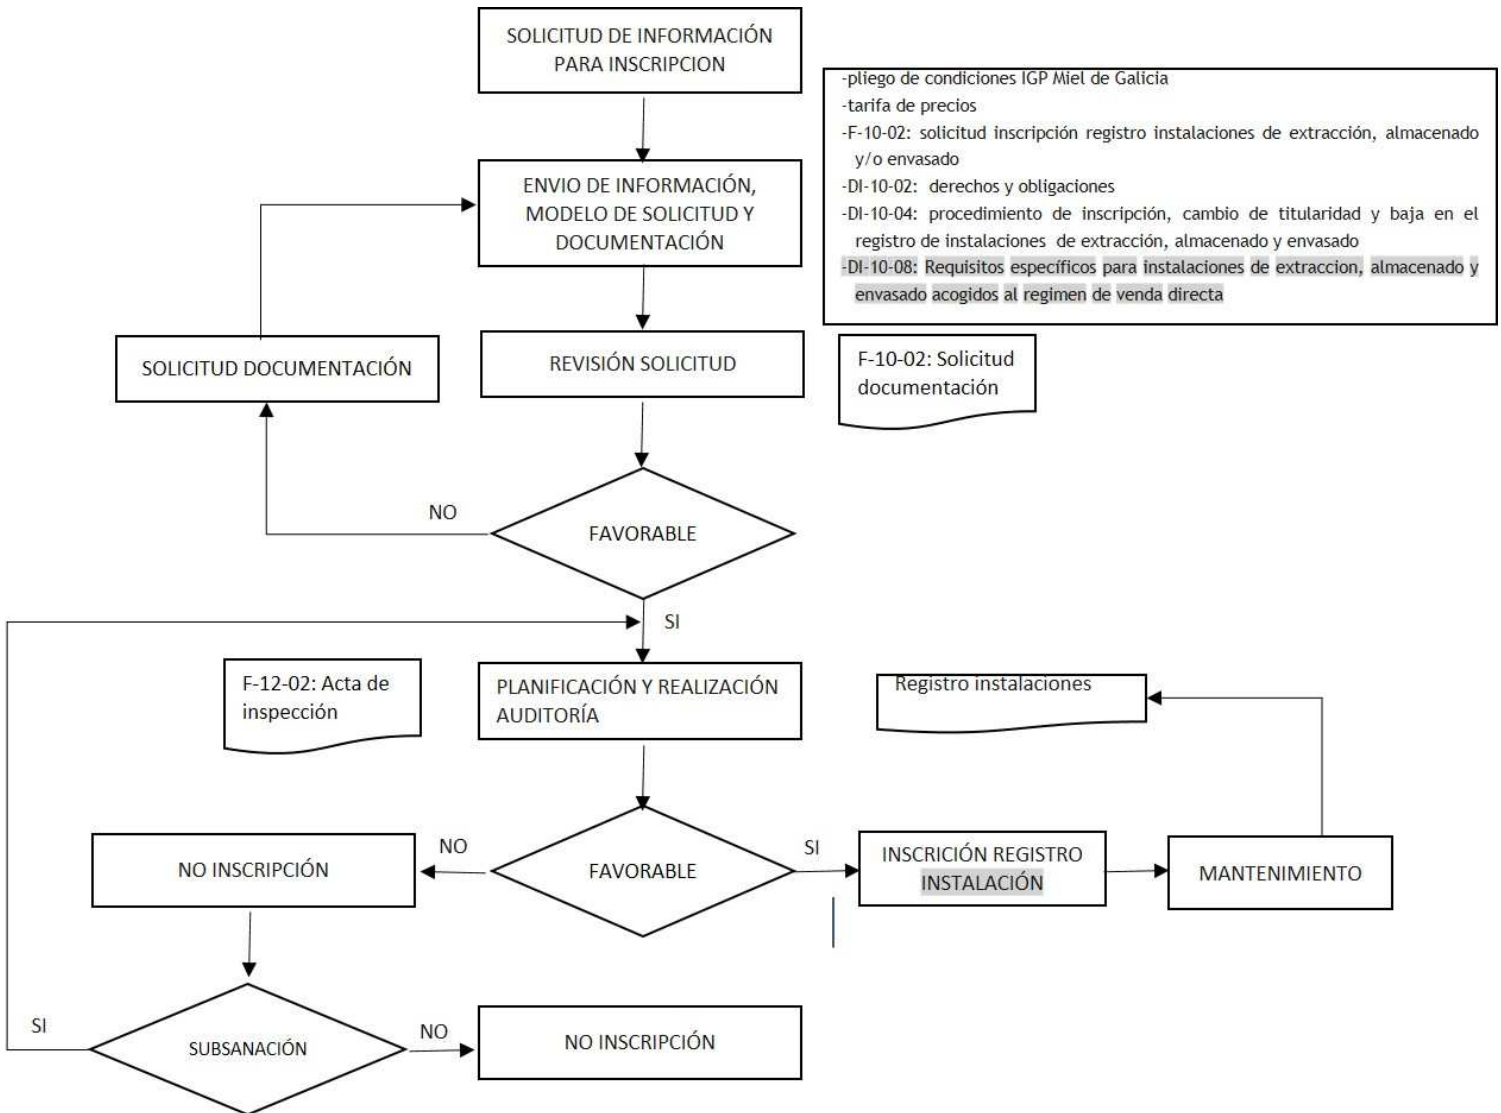 SOLICITUD DE INFORMACIÓN
PARA INSCRIPCION
-pliego de condiciones IGP Miel de Galicia
-tarifa de precios
-F-10-02: solicitud inscripción registro instalaciones de extracción, almacenado
y/o envasado
-DI-10-02: derechos y obligaciones
-DI-10-04: procedimiento de inscripción, cambio de titularidad y baja en el
registro de instalaciones de extracción, almacenado y envasado
-DI-10-08: Requisitos específicos para instalaciones de extraccion, almacenado y
envasado acogidos al regimen de venda directa
ENVIO DE INFORMACIÓN,
MODELO DE SOLICITUD Y
DOCUMENTACIÓN
SOLICITUD DOCUMENTACIÓN
REVISIÓN SOLICITUD
F-10-02: Solicitud
documentación
NO
FAVORABLE
SI
F-12-02: Acta de
inspección
PLANIFICACIÓN Y REALIZACIÓN
AUDITORÍA
Registro instalaciones
NO INSCRIPCIÓN
NO
FAVORABLE
SI
INSCRICIÓN REGISTRO
INSTALACIÓN
MANTENIMIENTO
SI
SUBSANACIÓN
NO
NO INSCRIPCIÓN